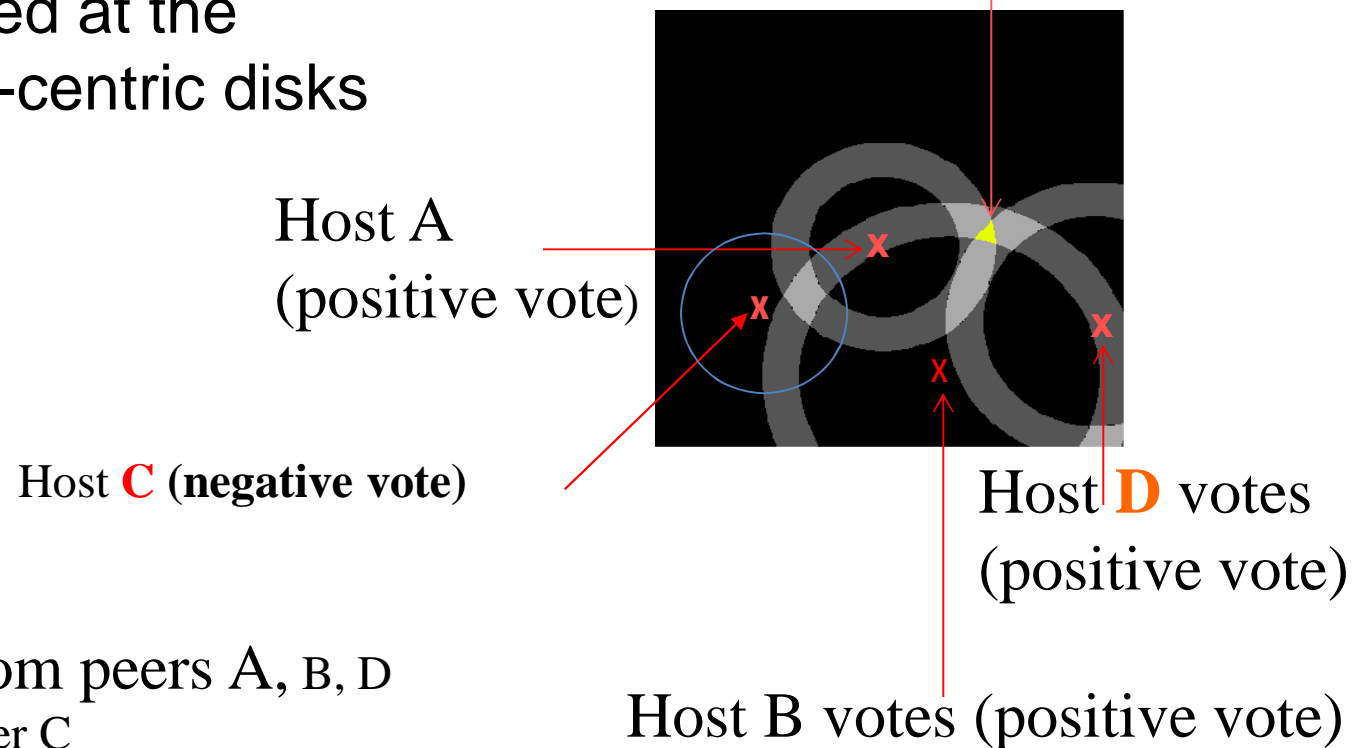 ed at the
-centric disks
Host A
(positive vote)
x
x
x
x
Host C (negative vote)
Host D votes
(positive vote)
om peers A, B, D
er C
Host B votes (positive vote)